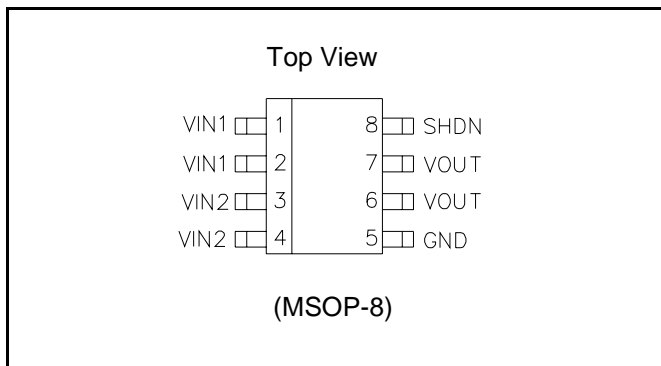 Top View
VIN1 1 8 SHDN
VIN1 2 7 VOUT
VIN2 3 6 VOUT
VIN2 4 5 GND
(MSOP-8)